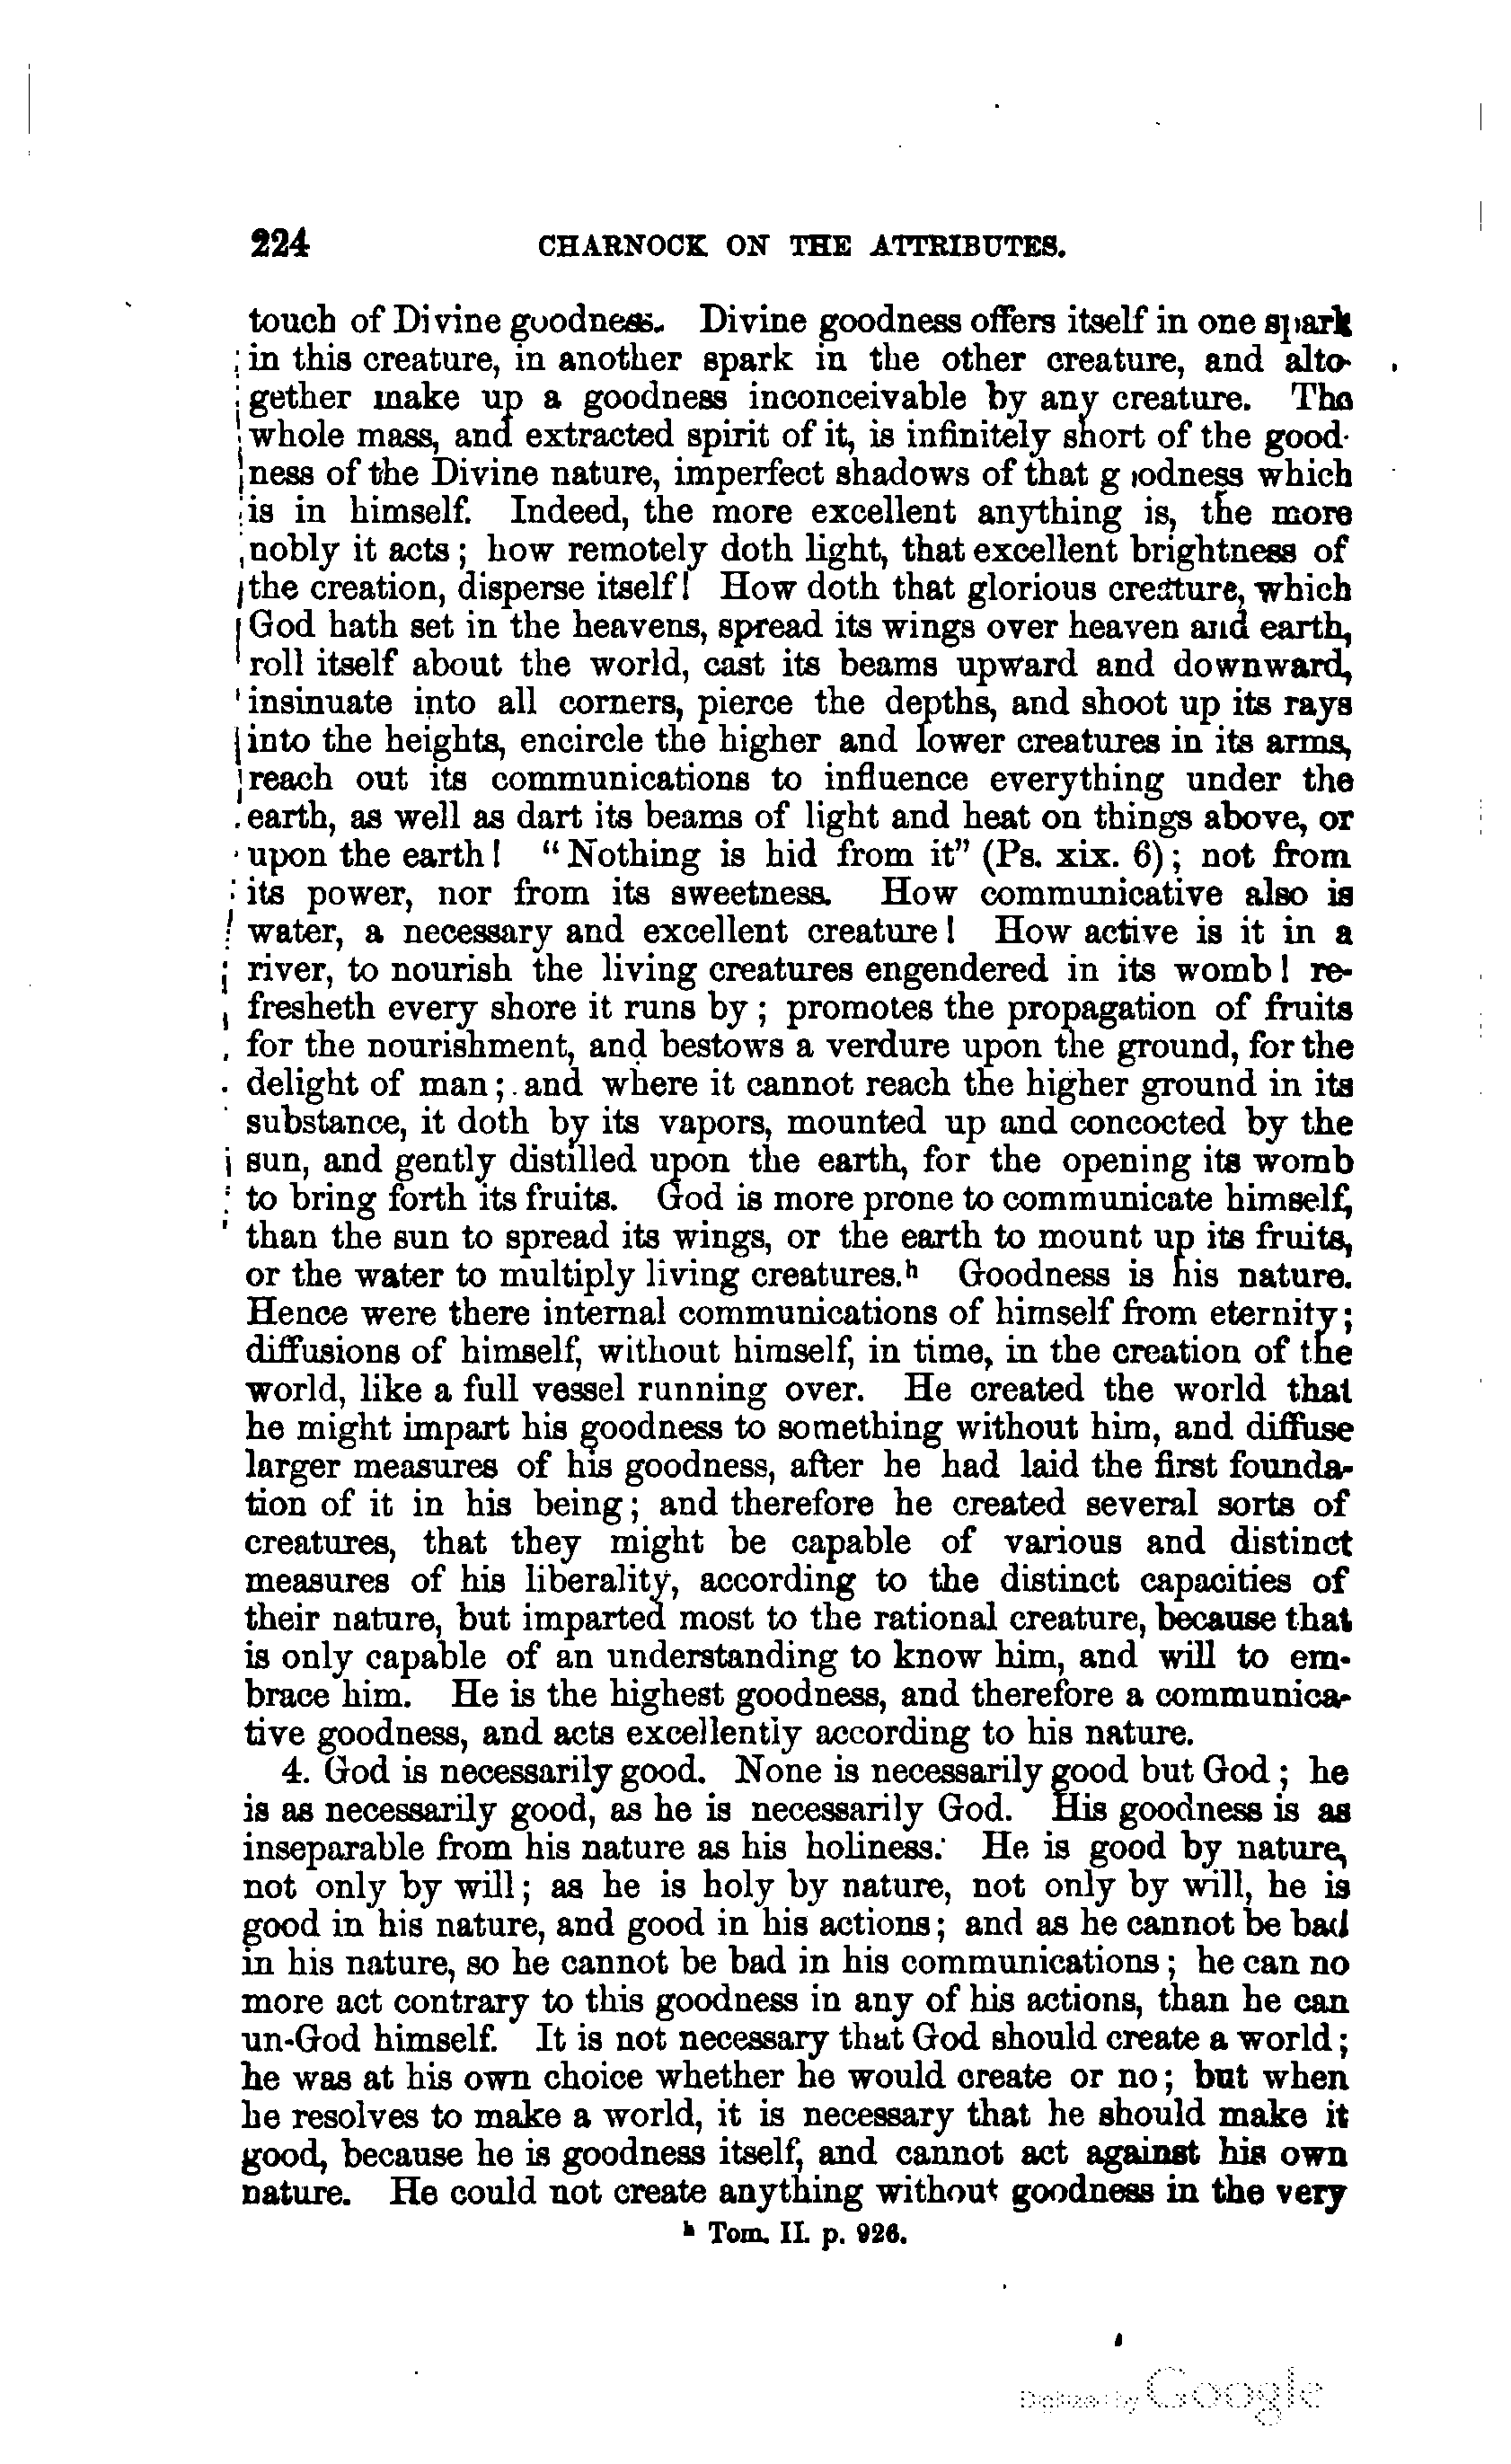 224 CHARNOCK ON THE ATTRIBUTES.
touch of Divine goodness. Divine goodness offers itself in one spark
in this creature, in another spark in the other creature, and alto-
gether make up a goodness inconceivable by any creature. The
whole mass, and extracted spirit of it, is infinitely short of the good-
ness of the Divine nature, imperfect shadows of that goodness which
is in himself. Indeed, the more excellent anything is, the more
nobly it acts; how remotely doth light, that excellent brightness of
the creation, disperse itself! How doth that glorious creature, which
God hath set in the heavens, spread its wings over heaven and earth,
roll itself about the world, cast its beams upward and downward,
insinuate into all corners, pierce the depths, and shoot up its rays
into the heights, encircle the higher and lower creatures in its arms,
reach out its communications to influence everything under the
earth, as well as dart its beams of light and heat on things above, or
upon the earth! "Nothing is hid from it" (Ps. xix. 6); not from
its power, nor from its sweetness. How communicative also is
water, a necessary and excellent creature! How active is it in a
river, to nourish the living creatures engendered in its womb! re-
fresheth every shore it runs by; promotes the propagation of fruits
for the nourishment, and bestows a verdure upon the ground, for the
delight of man; and where it cannot reach the higher ground in its
substance, it doth by its vapors, mounted up and concocted by the
sun, and gently distilled upon the earth, for the opening its womb
to bring forth its fruits. God is more prone to communicate himself,
than the sun to spread its wings, or the earth to mount up its fruits,
or the water to multiply living creatures.h Goodness is his nature.
Hence were there internal communications of himself from eternity;
diffusions of himself, without himself, in time, in the creation of the
world, like a full vessel running over. He created the world that
he might impart his goodness to something without him, and diffuse
larger measures of his goodness, after he had laid the first founda-
tion of it in his being; and therefore he created several sorts of
creatures, that they might be capable of various and distinct
measures of his liberality, according to the distinct capacities of
their nature, but imparted most to the rational creature, because that
is only capable of an understanding to know him, and will to em-
brace him. He is the highest goodness, and therefore a communica-
tive goodness, and acts excellently according to his nature.
4. God is necessarily good. None is necessarily good but God; he
is as necessarily good, as he is necessarily God. His goodness is as
inseparable from his nature as his holiness. He is good by nature,
not only by will; as he is holy by nature, not only by will, he is
good in his nature, and good in his actions; and as he cannot be bad
in his nature, so he cannot be bad in his communications; he can no
more act contrary to this goodness in any of his actions, than he can
un-God himself. It is not necessary that God should create a world;
he was at his own choice whether he would create or no; but when
he resolves to make a world, it is necessary that he should make it
good, because he is goodness itself, and cannot act against his own
nature. He could not create anything without goodness in the very
h Tom. II. p. 926.
Digitized by Google